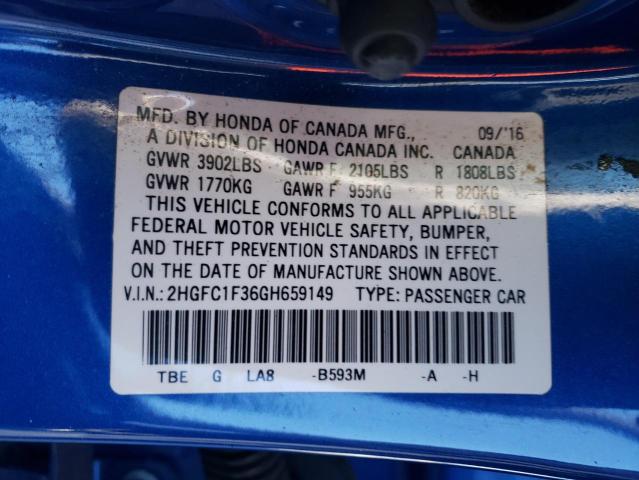 MFD. BY HONDA OF CANADA MFG., 09/'16
A DIVISION OF HONDA CANADA INC. CANADA
GVWR 3902LBS GAWR F 2105LBS R 1808LBS
GVWR 1770KG GAWR F 955KG R 820KG
THIS VEHICLE CONFORMS TO ALL APPLICABLE
FEDERAL MOTOR VEHICLE SAFETY, BUMPER,
AND THEFT PREVENTION STANDARDS IN EFFECT
ON THE DATE OF MANUFACTURE SHOWN ABOVE.
V.I.N.: 2HGFC1F36GH659149 TYPE: PASSENGER CAR
TBE G LA8 -B593M -A -H